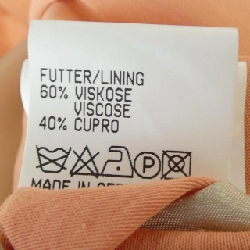 FUTTER/LINING
60% VISKOSE
VISCOSE
40% CUPRO
P
MADE IN